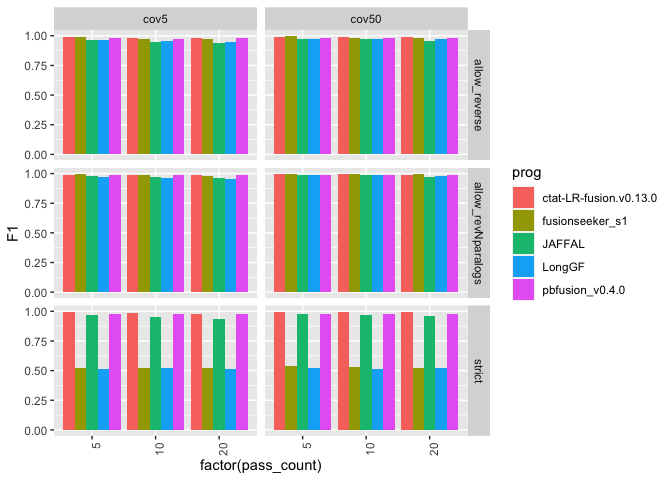 cov5
cov50
1.00
0.75
0.50
0.25
0.00
allow_reverse
1.00
0.75
0.50
0.25
0.00
allow_revNparalogs
1.00
0.75
0.50
0.25
0.00
strict
F1
5
10
20
5
10
20
factor(pass_count)
prog
ctat-LR-fusion.v0.13.0
fusionseeker_s1
JAFFAL
LongGF
pbfusion_v0.4.0